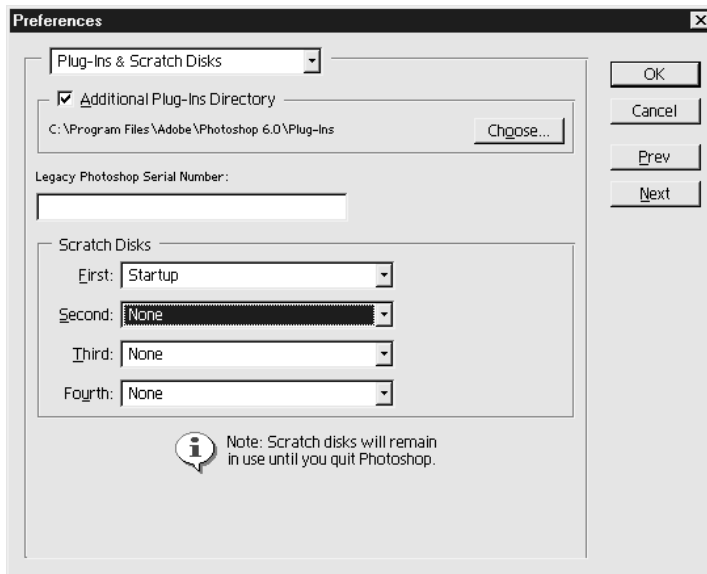 Preferences
Plug-Ins & Scratch Disks
OK
Additional Plug-Ins Directory
Cancel
C:\Program Files\Adobe\Photoshop 6.0\Plug-Ins
Choose...
Prev
Legacy Photoshop Serial Number:
Next
Scratch Disks
First: Startup
Second: None
Third: None
Fourth: None
Note: Scratch disks will remain
in use until you quit Photoshop.